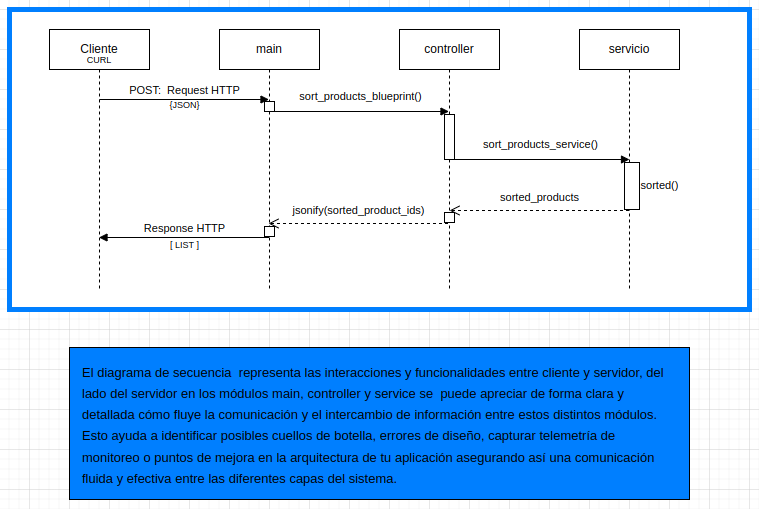 Cliente
CURL
main
controller
servicio
POST:  Request HTTP
{JSON}
sort_products_blueprint()
sort_products_service()
sorted()
sorted_products
jsonify(sorted_product_ids)
Response HTTP
[ LIST ]
El diagrama de secuencia  representa las interacciones y funcionalidades entre cliente y servidor, del
lado del servidor en los módulos main, controller y service se  puede apreciar de forma clara y
detallada cómo fluye la comunicación y el intercambio de información entre estos distintos módulos.
Esto ayuda a identificar posibles cuellos de botella, errores de diseño, capturar telemetría de
monitoreo o puntos de mejora en la arquitectura de tu aplicación asegurando así una comunicación
fluida y efectiva entre las diferentes capas del sistema.